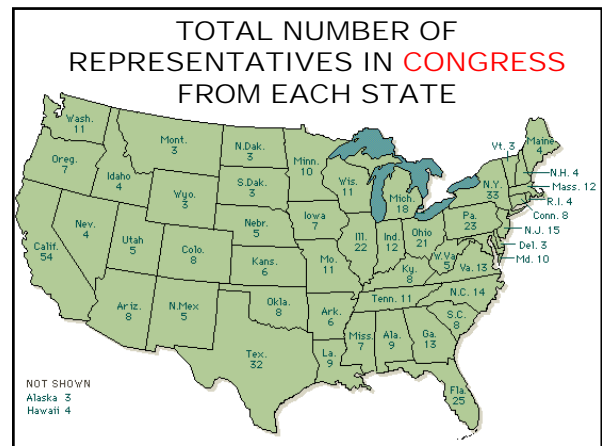 TOTAL NUMBER OF
REPRESENTATIVES IN CONGRESS
FROM EACH STATE
Wash.
11
Oreg.
7
Calif.
54
Nev.
4
Idaho
4
Mont.
3
Wyo.
3
Utah
5
Ariz.
8
Colo.
8
N.Mex
5
N.Dak.
3
S.Dak.
3
Nebr.
5
Kans.
6
Okla.
8
Tex.
32
Minn.
10
Iowa
7
Mo.
11
Ark.
6
La.
9
Wis.
11
Ill.
22
Mich.
18
Ind.
12
Ohio
21
Ky.
8
Tenn. 11
Miss.
7
Ala.
9
Ga.
13
Fla.
25
S.C.
8
N.C. 14
Va. 13
W.Va
5
Pa.
23
N.Y.
33
Vt. 3
Maine
4
N.H. 4
Mass. 12
R.I. 4
Conn. 8
N.J. 15
Del. 3
Md. 10
NOT SHOWN
Alaska 3
Hawaii 4